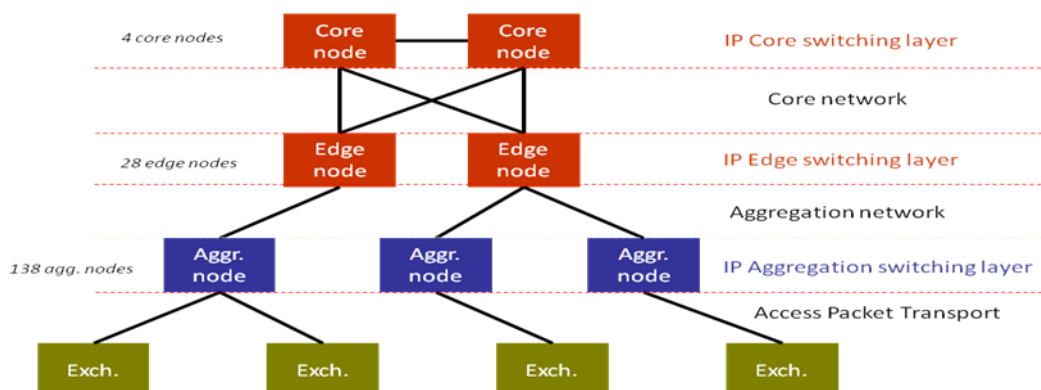 4 core nodes
Core
node
Core
node
IP Core switching layer
Core network
28 edge nodes
Edge
node
Edge
node
IP Edge switching layer
Aggregation network
138 agg. nodes
Aggr.
node
Aggr.
node
Aggr.
node
IP Aggregation switching layer
Access Packet Transport
Exch.
Exch.
Exch.
Exch.